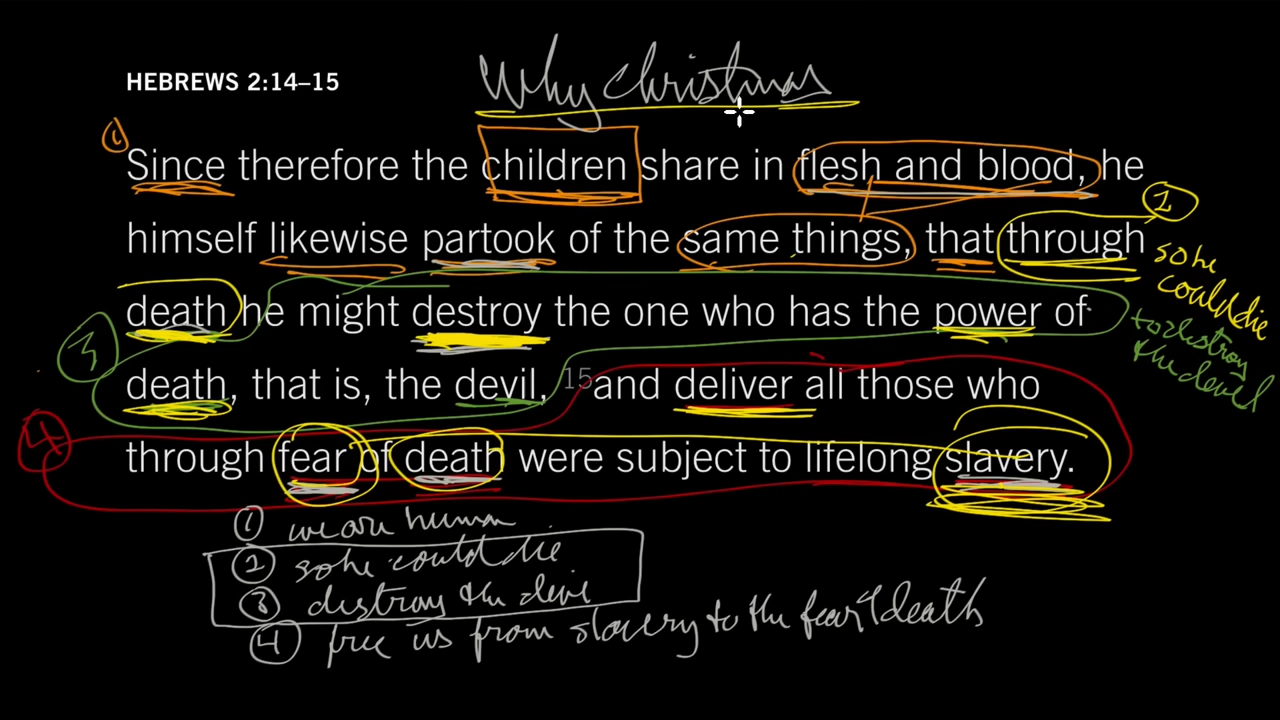 Why Christmas
HEBREWS 2:14–15
1
Since therefore the children share in flesh and blood, he
2
himself likewise partook of the same things, that through
so he
could die
death he might destroy the one who has the power of
to destroy
the devil
3
death, that is, the devil, 15 and deliver all those who
4
through fear of death were subject to lifelong slavery.
1 we are human
2 so he could die
3 destroy the devil
4 free us from slavery to the fear of death